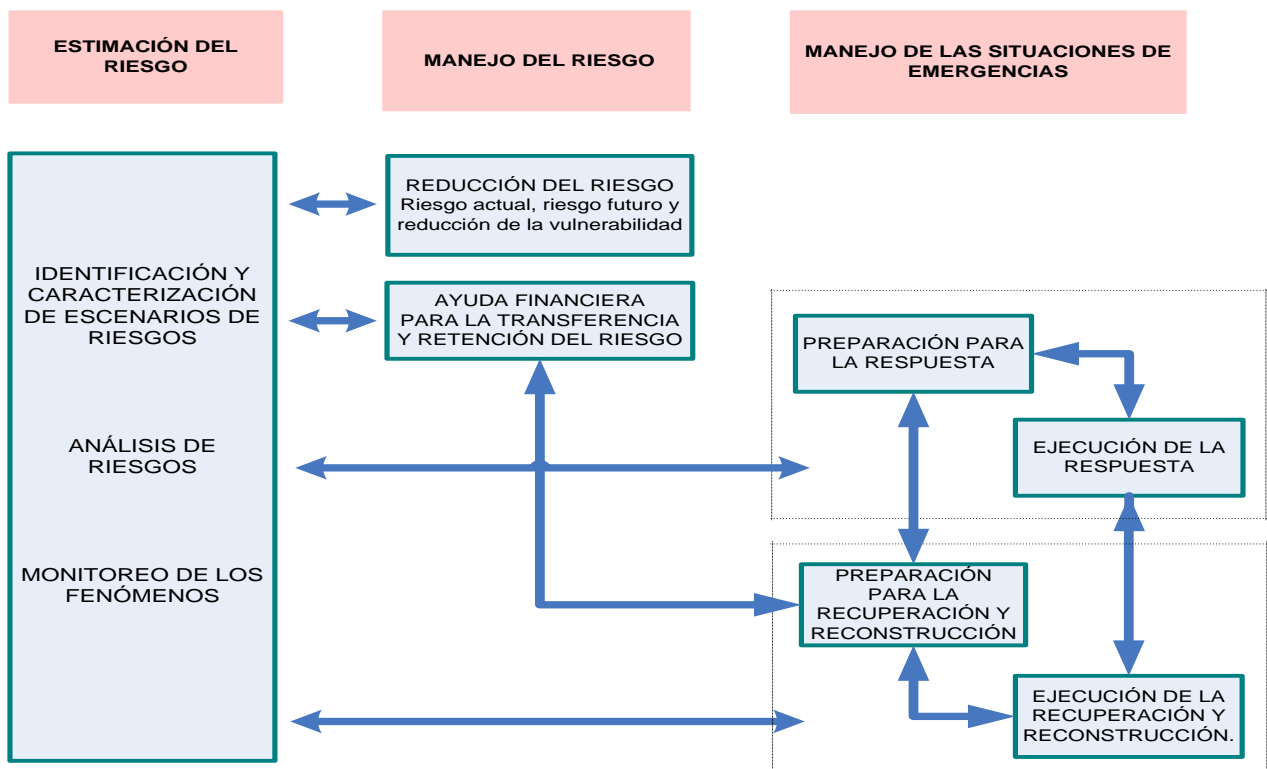 ESTIMACIÓN DEL
RIESGO
MANEJO DEL RIESGO
MANEJO DE LAS SITUACIONES DE
EMERGENCIAS
IDENTIFICACIÓN Y
CARACTERIZACIÓN
DE ESCENARIOS DE
RIESGOS
ANÁLISIS DE
RIESGOS
MONITOREO DE LOS
FENÓMENOS
REDUCCIÓN DEL RIESGO
Riesgo actual, riesgo futuro y
reducción de la vulnerabilidad
AYUDA FINANCIERA
PARA LA TRANSFERENCIA
Y RETENCIÓN DEL RIESGO
PREPARACIÓN PARA
LA RESPUESTA
EJECUCIÓN DE LA
RESPUESTA
PREPARACIÓN
PARA LA
RECUPERACIÓN Y
RECONSTRUCCIÓN
EJECUCIÓN DE LA
RECUPERACIÓN Y
RECONSTRUCCIÓN.